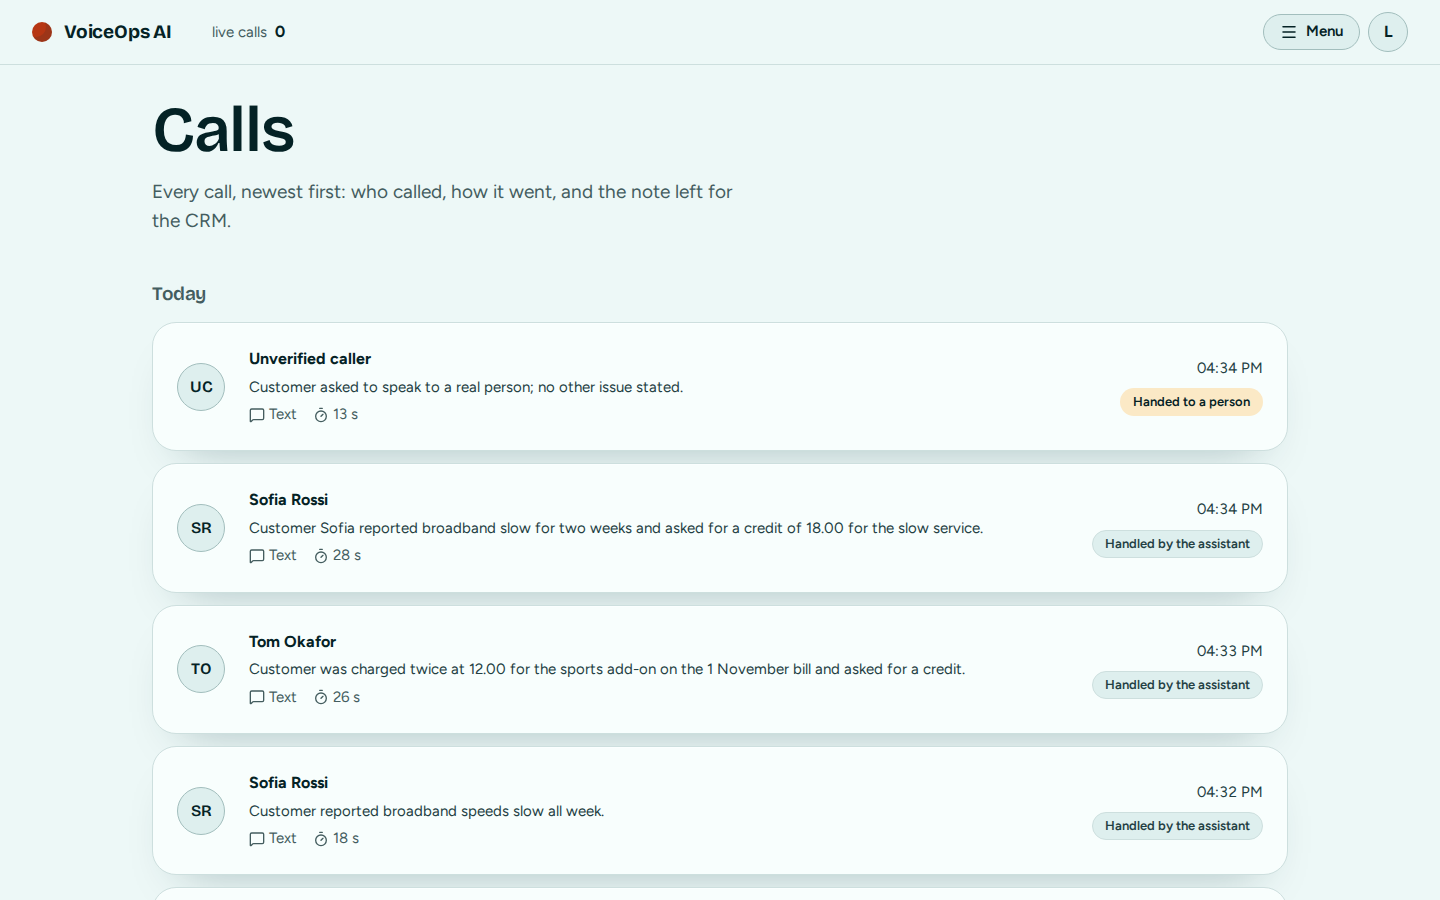 VoiceOps AI
live calls 0
Menu
L
Calls
Every call, newest first: who called, how it went, and the note left for
the CRM.
Today
UC
Unverified caller
Customer asked to speak to a real person; no other issue stated.
Text 13 s
04:34 PM
Handed to a person
SR
Sofia Rossi
Customer Sofia reported broadband slow for two weeks and asked for a credit of 18.00 for the slow service.
Text 28 s
04:34 PM
Handled by the assistant
TO
Tom Okafor
Customer was charged twice at 12.00 for the sports add-on on the 1 November bill and asked for a credit.
Text 26 s
04:33 PM
Handled by the assistant
SR
Sofia Rossi
Customer reported broadband speeds slow all week.
Text 18 s
04:32 PM
Handled by the assistant